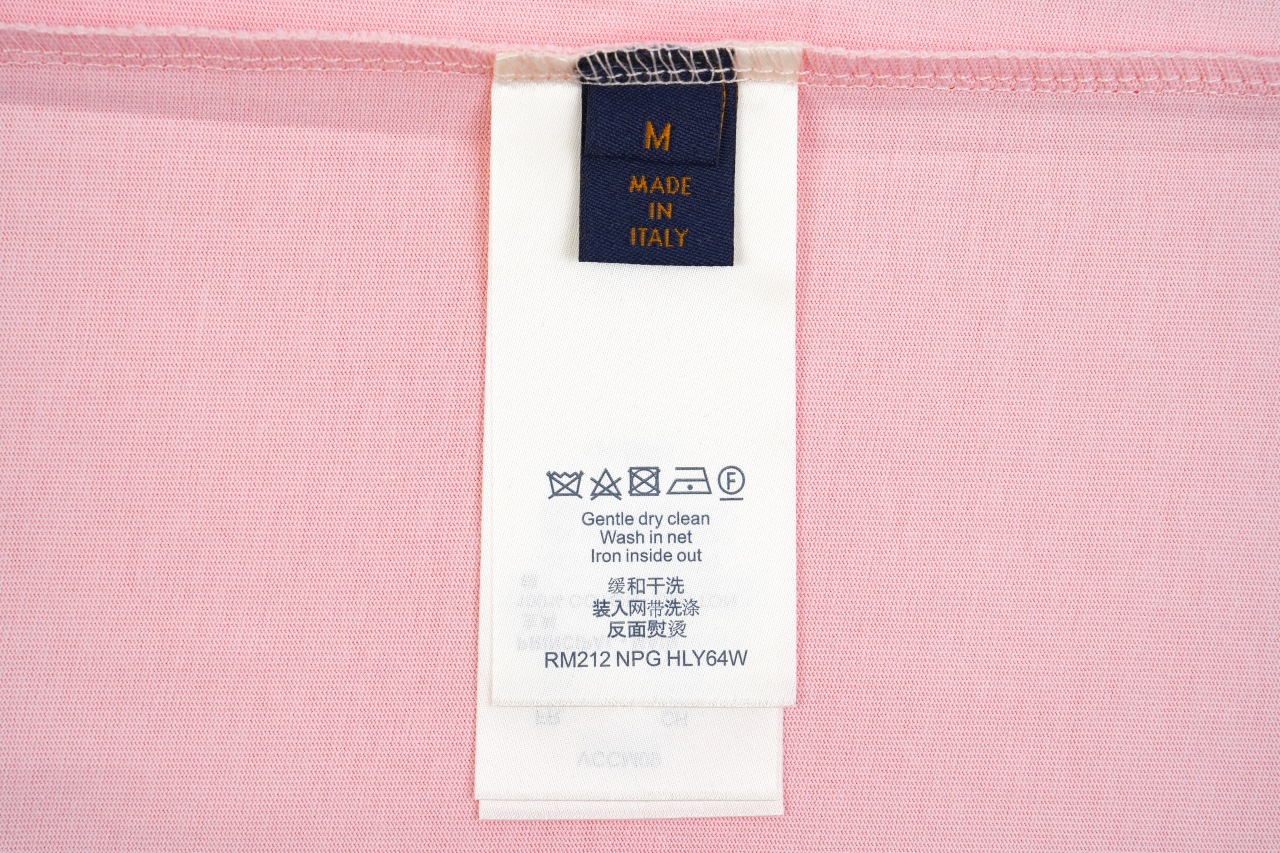 M
MADE
IN
ITALY
F
Gentle dry clean
Wash in net
Iron inside out
缓和干洗
装入网带洗涤
反面熨烫
RM212 NPG HLY64W